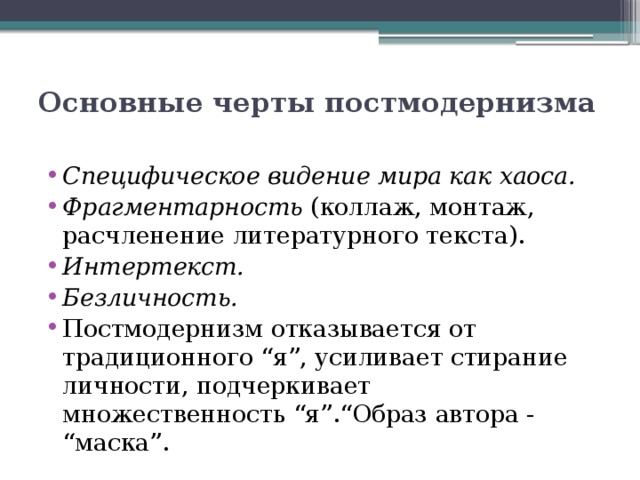 Основные черты постмодернизма
• Специфическое видение мира как хаоса.
• Фрагментарность (коллаж, монтаж,
расчленение литературного текста).
• Интертекст.
• Безличность.
• Постмодернизм отказывается от
традиционного “я”, усиливает стирание
личности, подчеркивает
множественность “я”.“Образ автора -
“маска”.